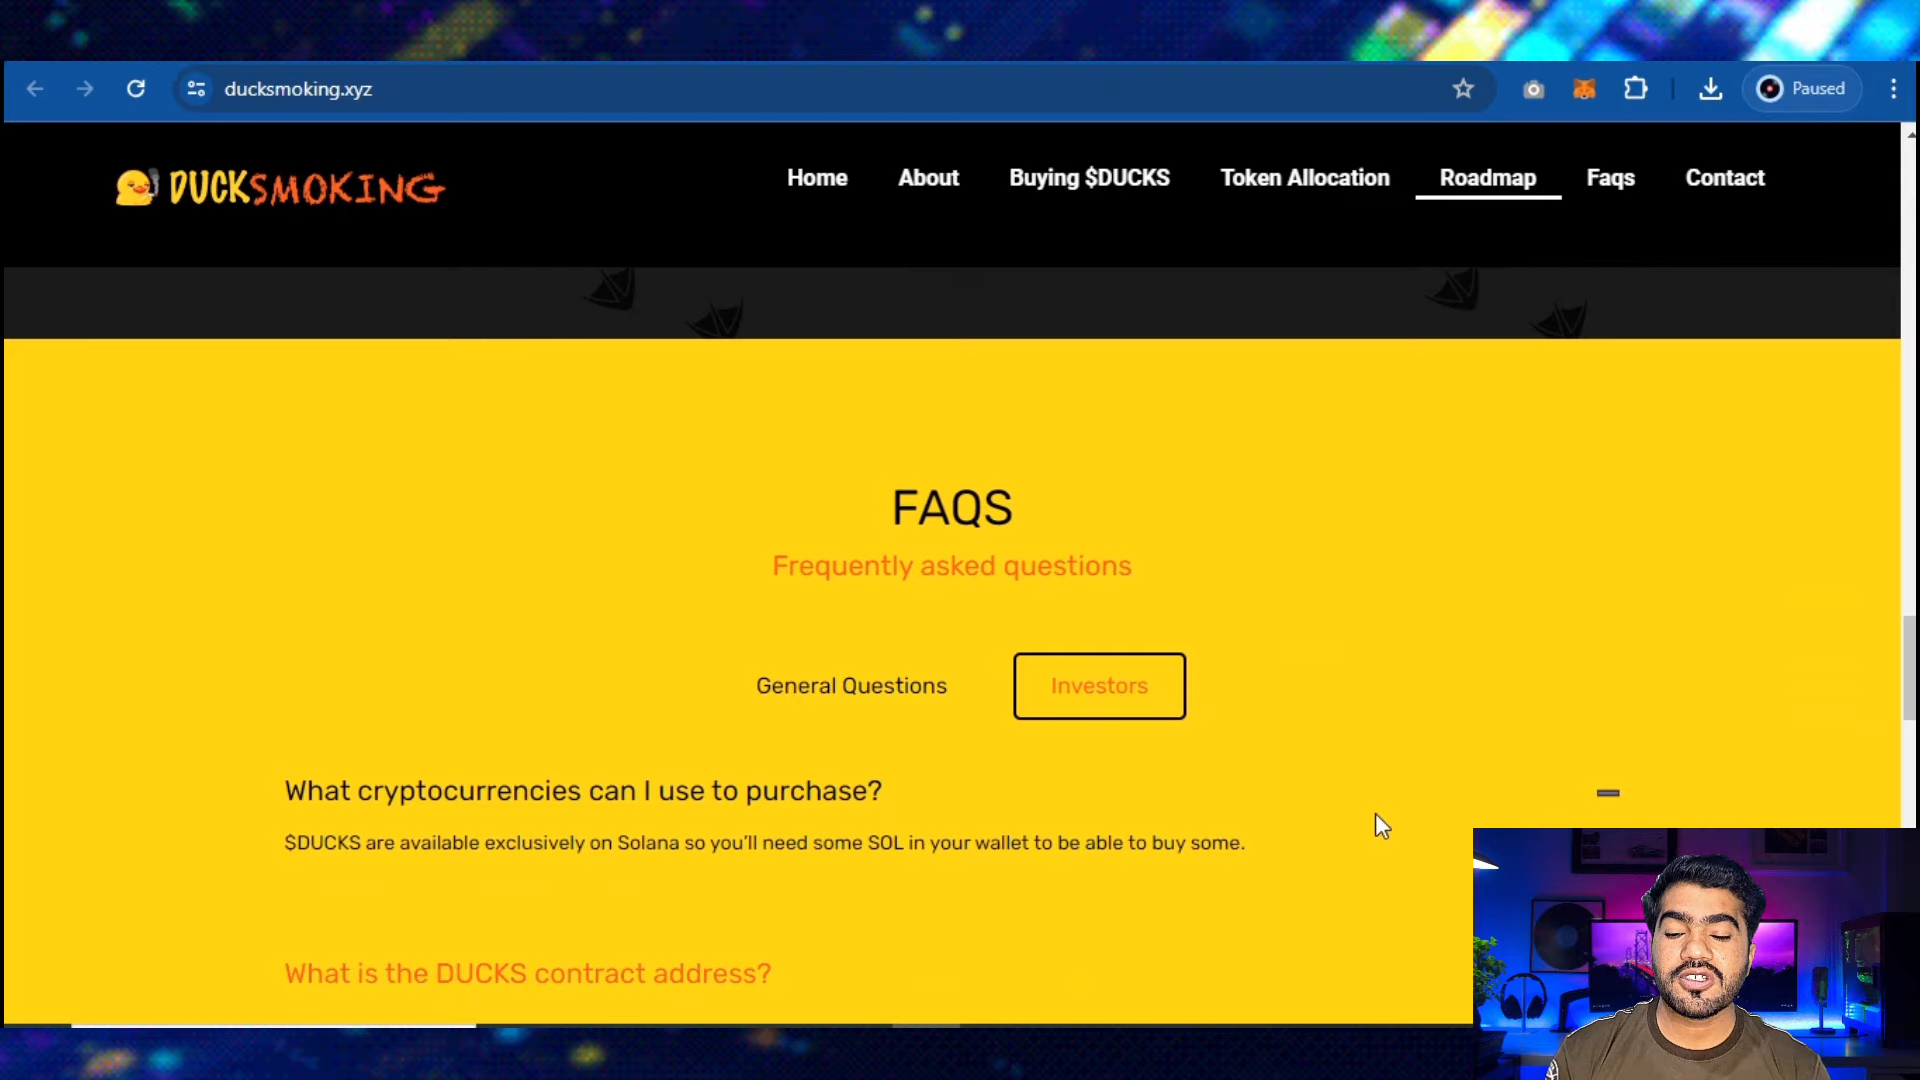 ducksmoking.xyz
Paused
DUCKSMOKING
Home About Buying $DUCKS Token Allocation Roadmap Faqs Contact
FAQS
Frequently asked questions
General Questions Investors
What cryptocurrencies can I use to purchase?
$DUCKS are available exclusively on Solana so you'll need some SOL in your wallet to be able to buy some.
What is the DUCKS contract address?